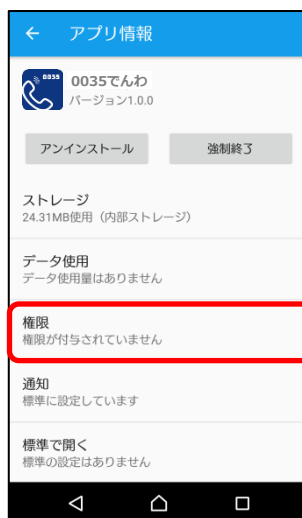 アプリ情報
0035
0035でんわ
バージョン1.0.0
アンインストール
強制終了
ストレージ
24.31MB使用（内部ストレージ）
データ使用
データ使用量はありません
権限
権限が付与されていません
通知
標準に設定しています
標準で開く
標準の設定はありません